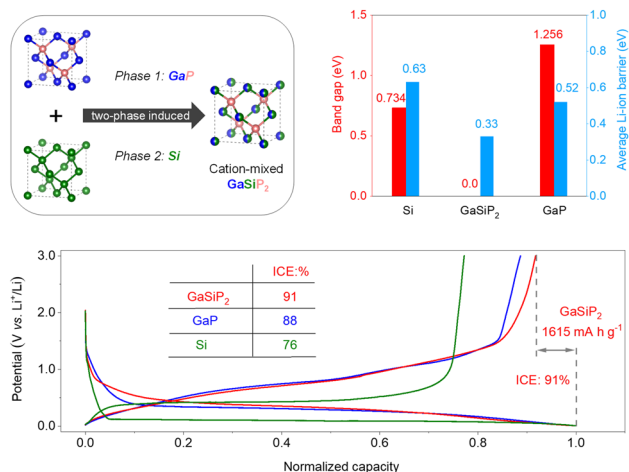 Phase 1: GaP
+
two-phase induced
Phase 2: Si
Cation-mixed
GaSiP₂
Band gap (eV)
1.5
1.0
0.5
0.0
0.734
0.63
0.0
0.33
1.256
0.52
Si
GaSiP₂
GaP
1.0
0.8
0.6
0.4
0.2
0.0
Average Li-ion barrier (eV)
Potential (V vs. Li⁺/Li)
3.0
2.0
1.0
0.0
ICE:%
GaSiP₂ 91
GaP 88
Si 76
GaSiP₂
1615 mA h g⁻¹
ICE: 91%
0.0 0.2 0.4 0.6 0.8 1.0
Normalized capacity